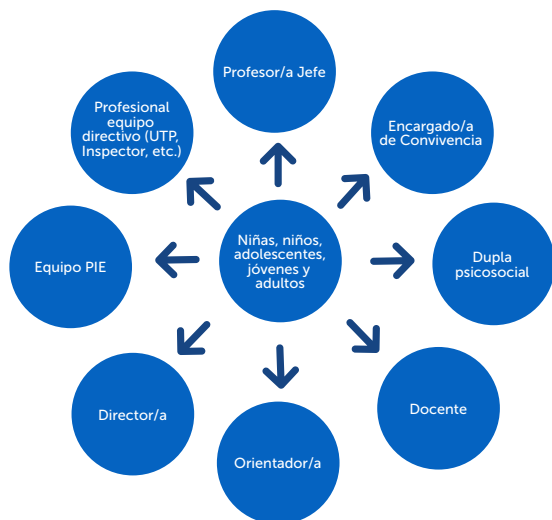 Profesor/a Jefe
Profesional
equipo
directivo (UTP,
Inspector, etc.)
Encargado/a
de Convivencia
Niñas, niños,
adolescentes,
jóvenes y
adultos
Equipo PIE
Dupla
psicosocial
Director/a
Docente
Orientador/a